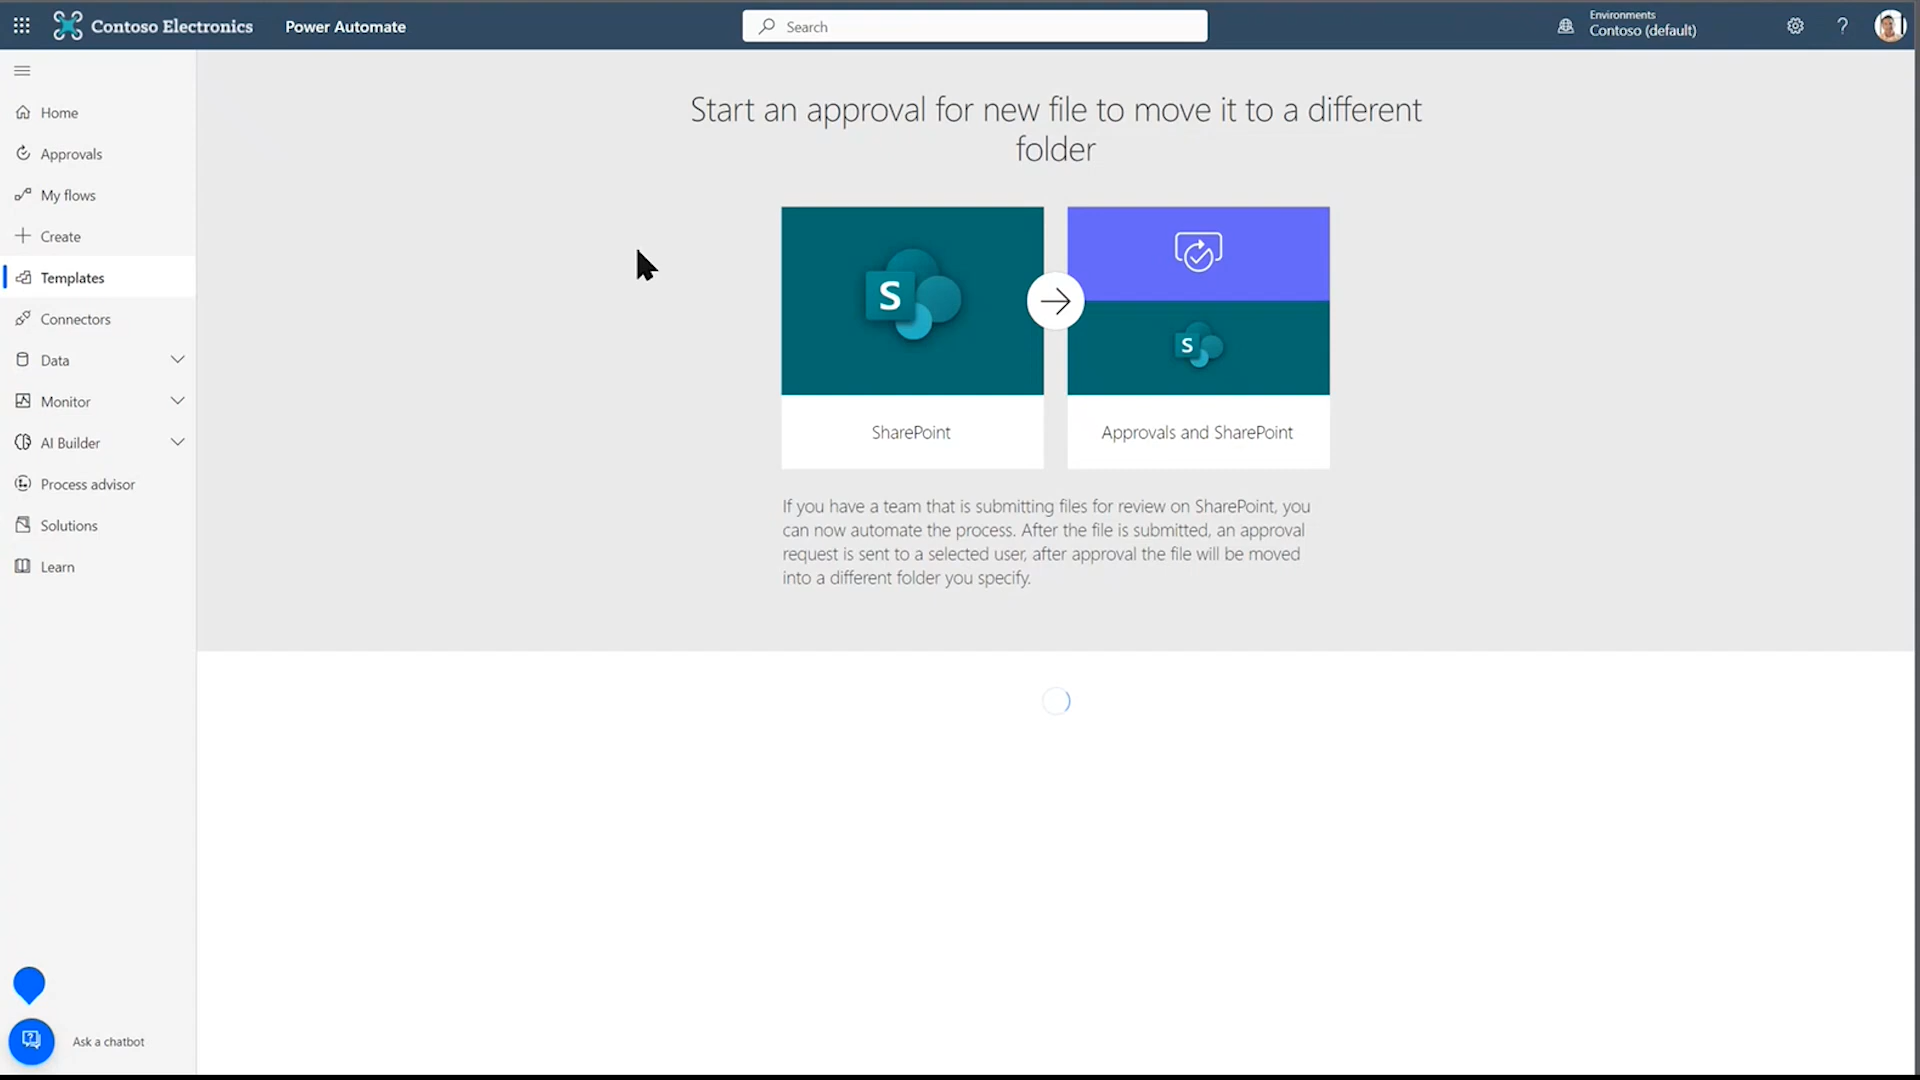 Contoso Electronics
Power Automate
Search
Environments
Contoso (default)
?
Home
Approvals
My flows
Create
Templates
Connectors
Data
Monitor
AI Builder
Process advisor
Solutions
Learn
Ask a chatbot
Start an approval for new file to move it to a different
folder
S
S
SharePoint
Approvals and SharePoint
If you have a team that is submitting files for review on SharePoint, you
can now automate the process. After the file is submitted, an approval
request is sent to a selected user, after approval the file will be moved
into a different folder you specify.